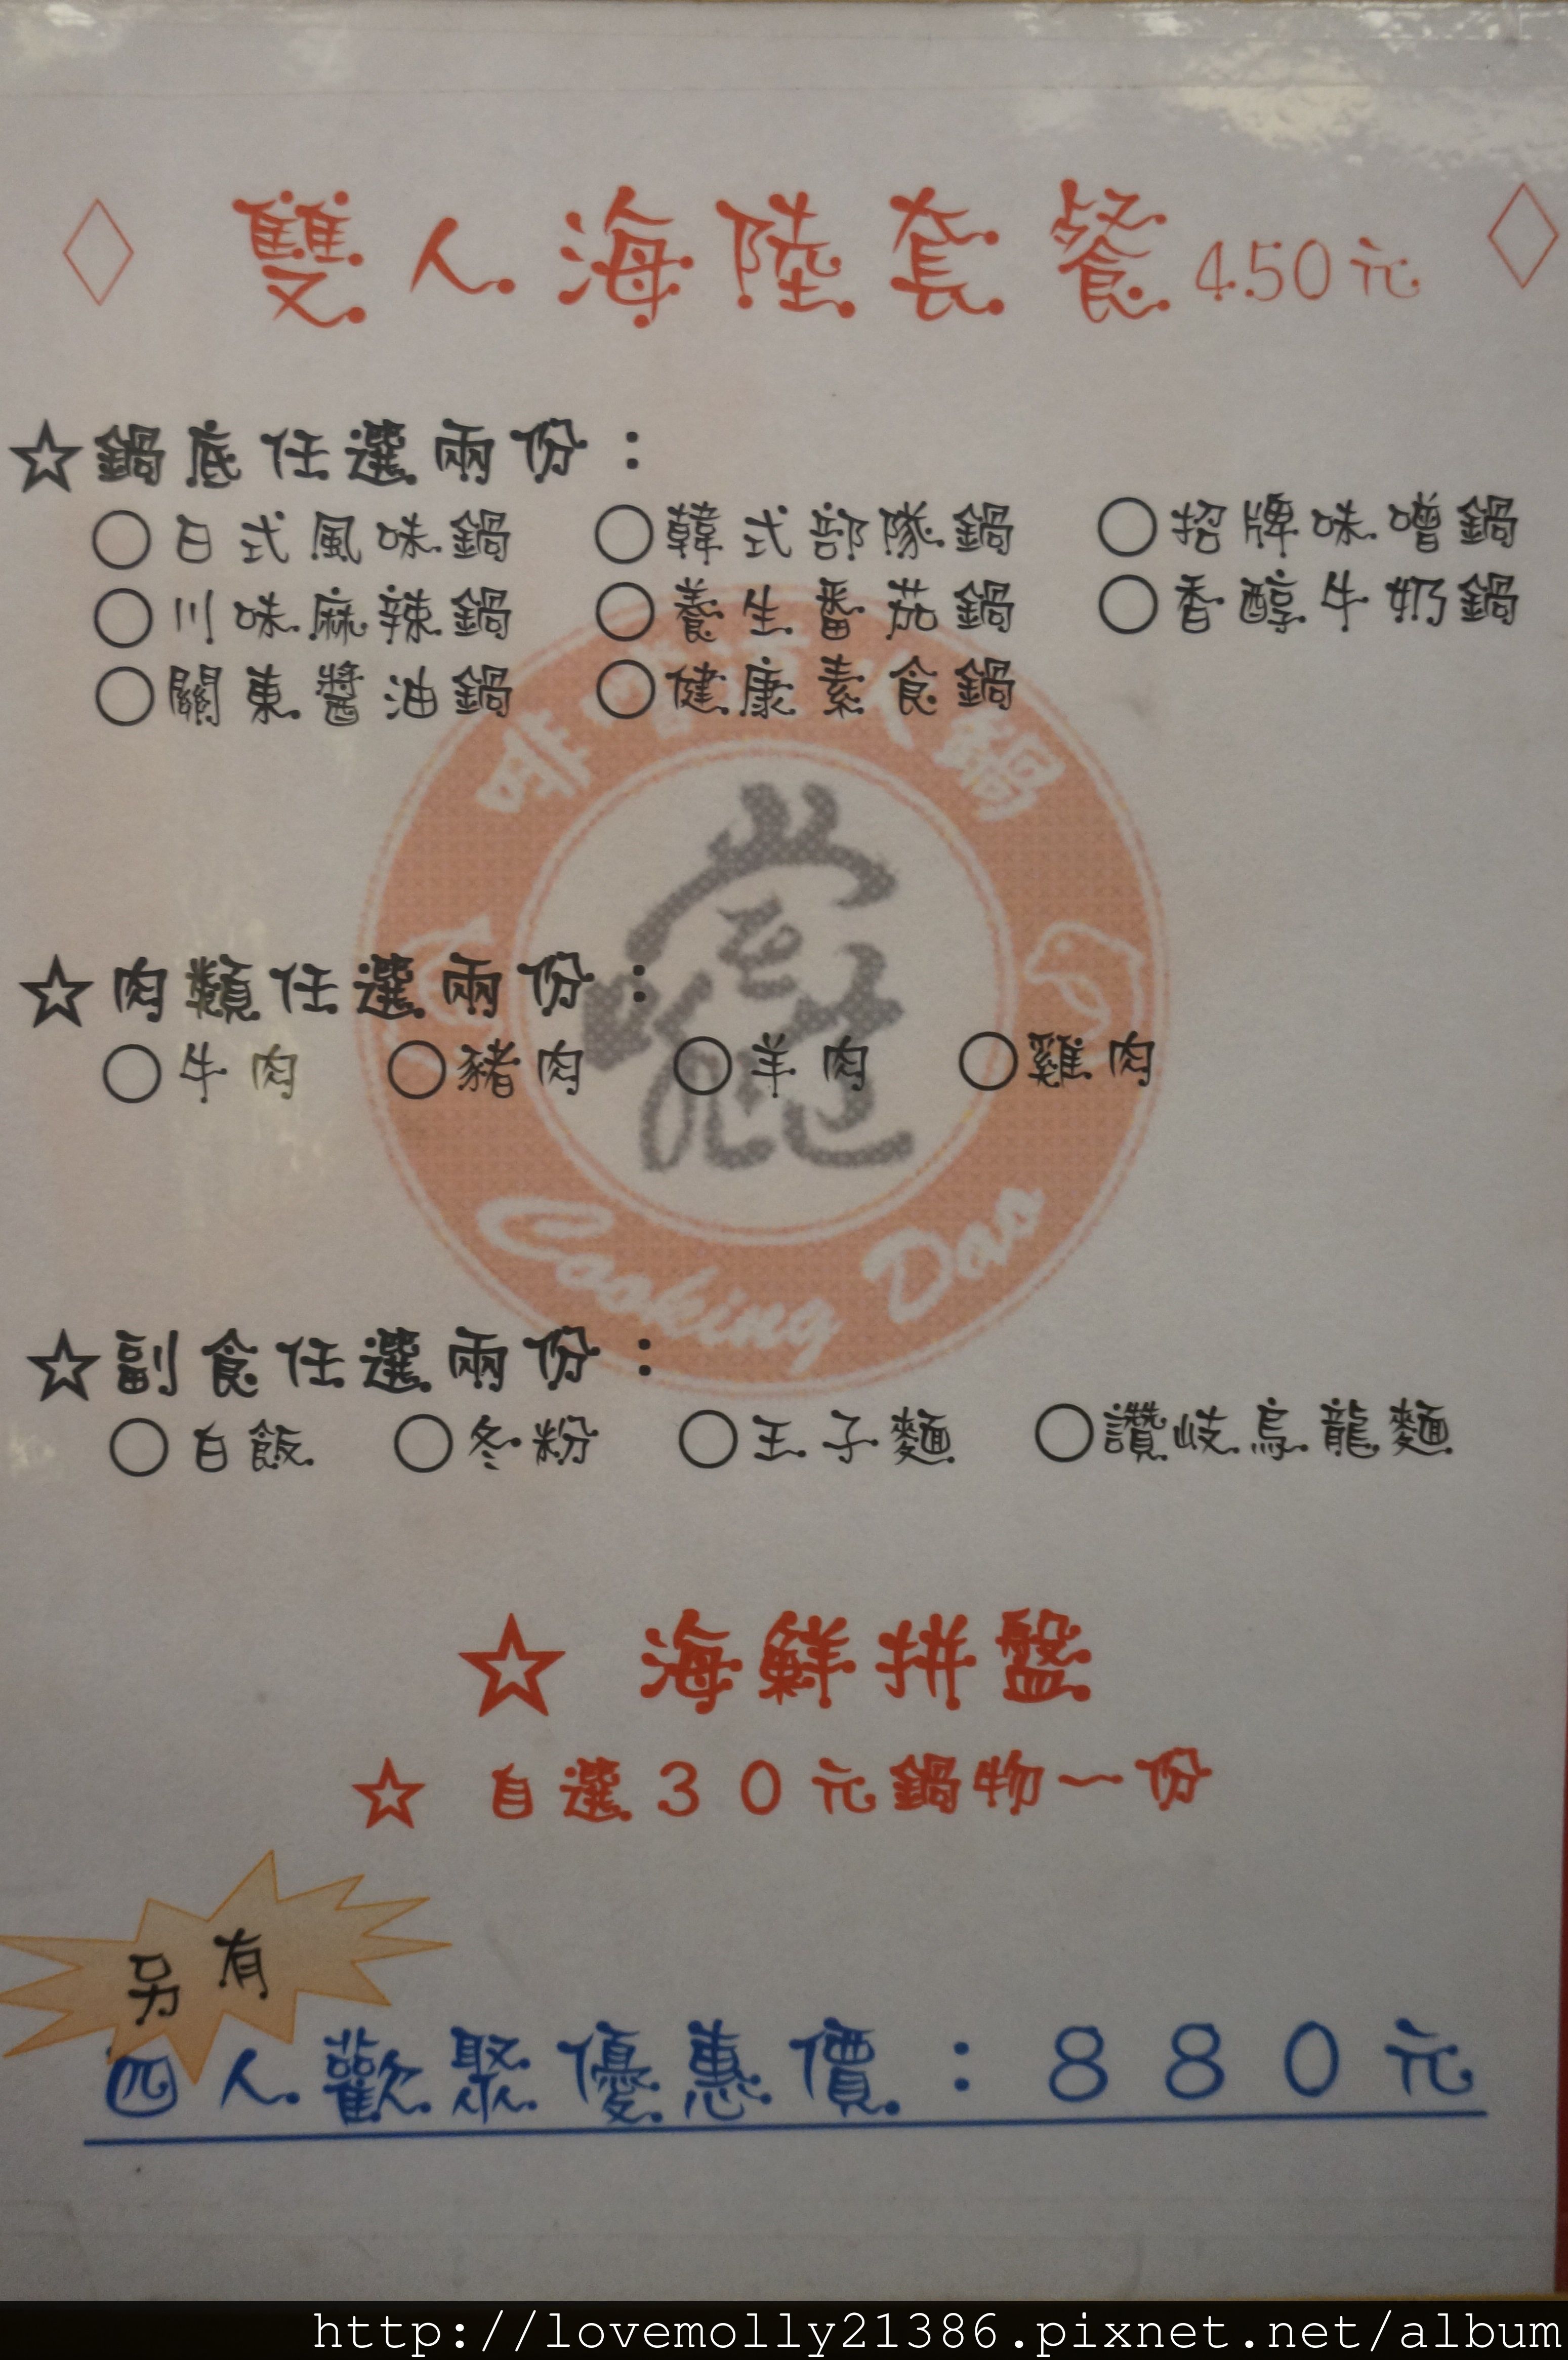 ◇ 雙人海陸套餐 450元 ◇
☆鍋底任選兩份：
○日式風味鍋 ○韓式部隊鍋 ○招牌味噌鍋
○川味麻辣鍋 ○養生番茄鍋 ○香醇牛奶鍋
○關東醬油鍋 ○健康素食鍋
鍋
☆肉類任選兩份：
○牛肉 ○豬肉 ○羊肉 ○雞肉
Cooking Dan
☆副食任選兩份：
○白飯 ○冬粉 ○王子麵 ○讚岐烏龍麵
☆ 海鮮拼盤
☆ 自選30元鍋物一份
另有
四人歡聚優惠價：880元
http://lovemolly21386.pixnet.net/album